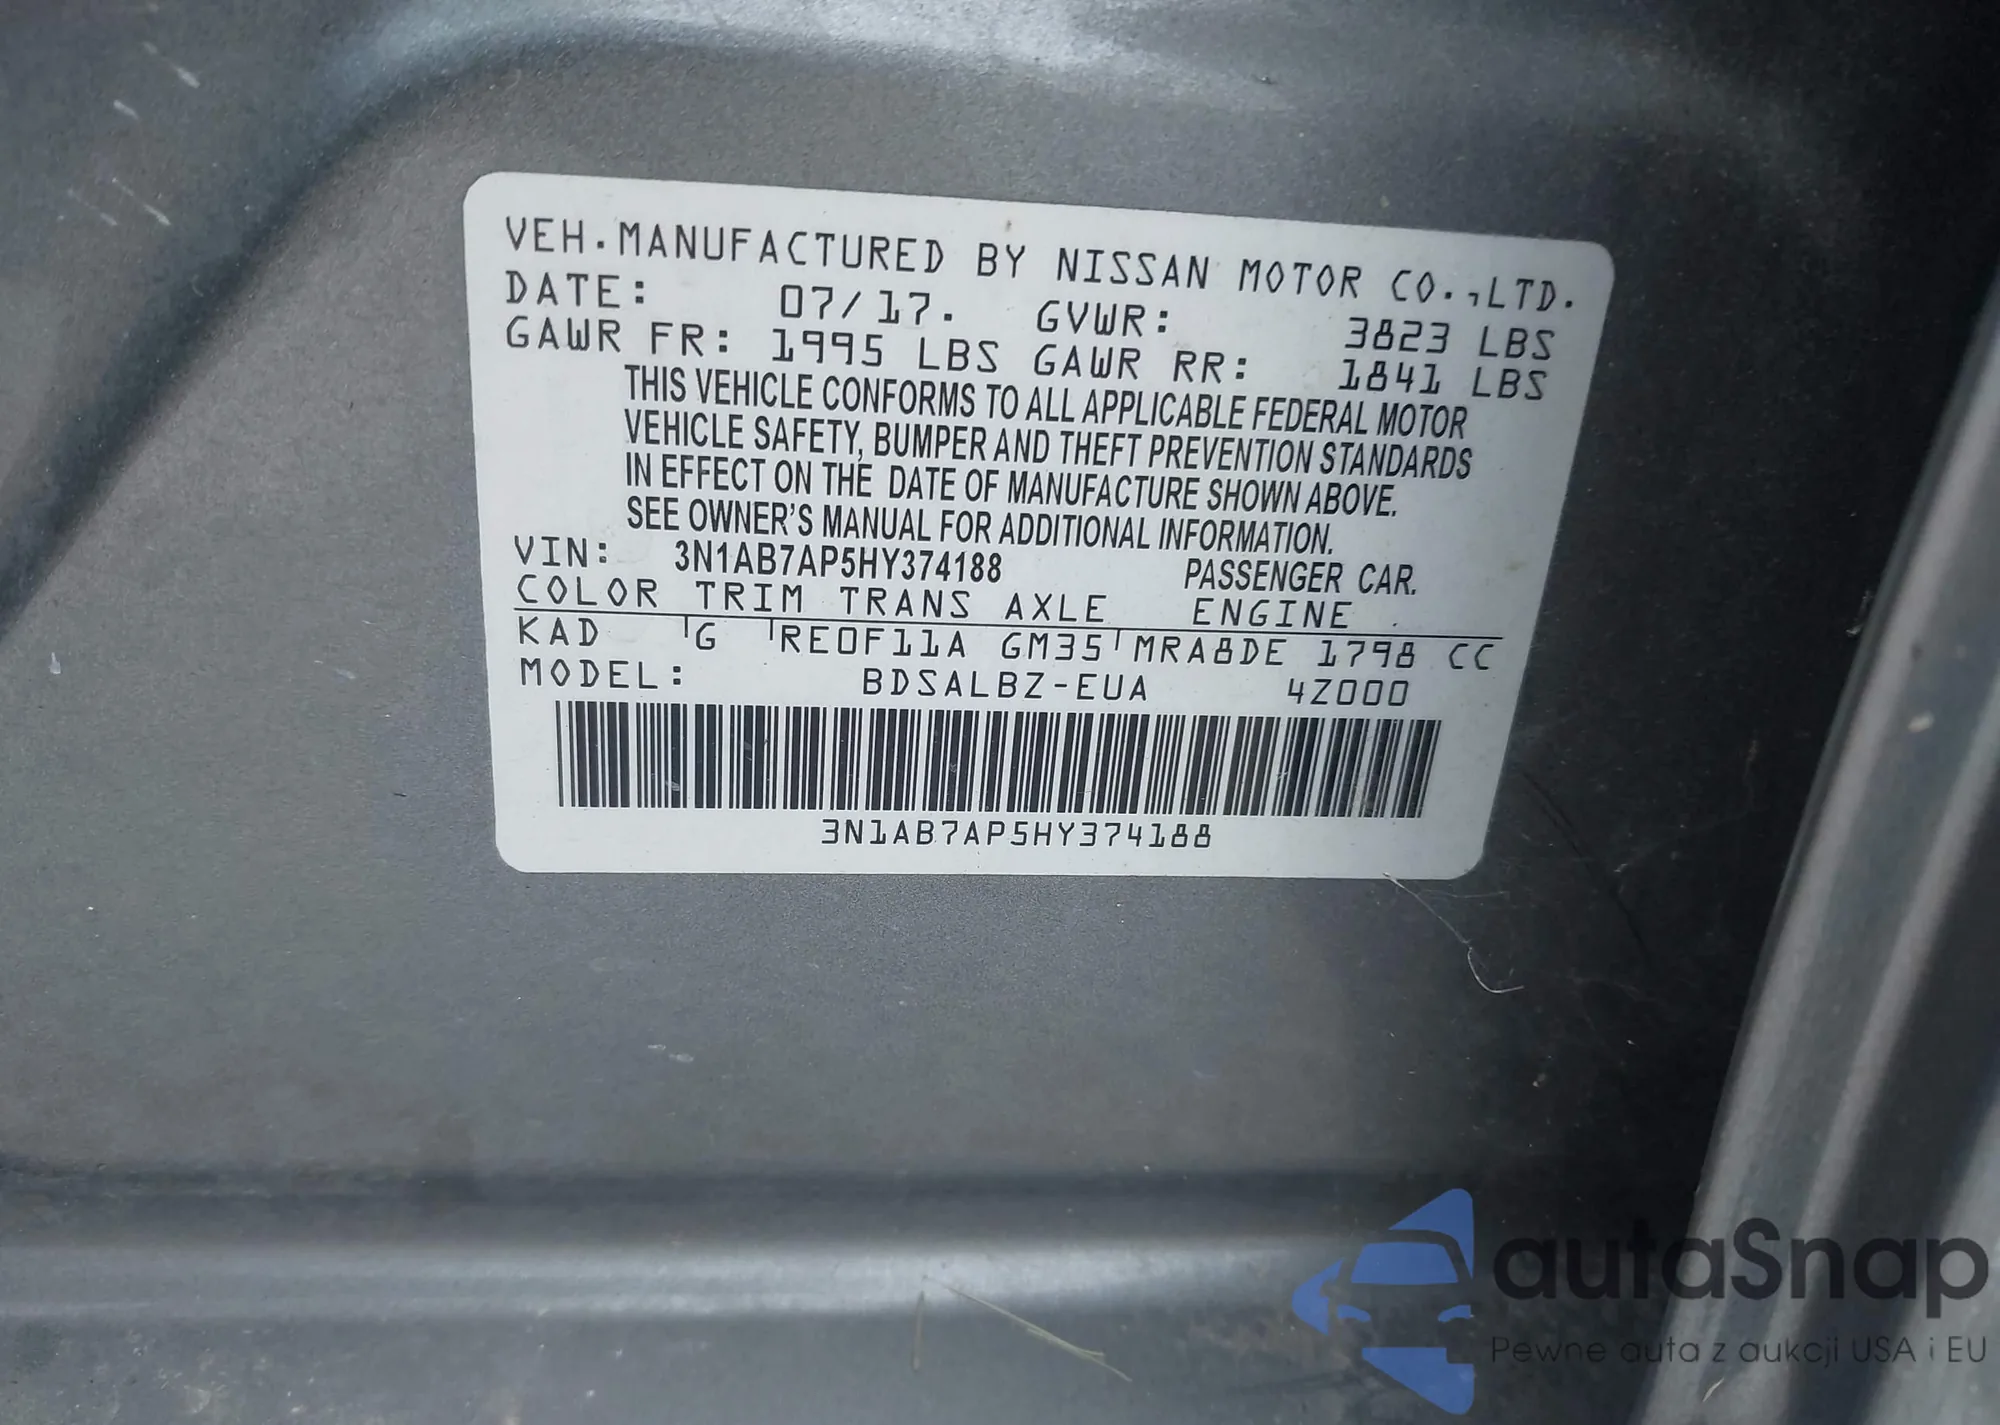 VEH.MANUFACTURED BY NISSAN MOTOR CO.,LTD.
DATE: 07/17. GVWR: 3823 LBS
GAWR FR: 1995 LBS GAWR RR: 1841 LBS
THIS VEHICLE CONFORMS TO ALL APPLICABLE FEDERAL MOTOR
VEHICLE SAFETY, BUMPER AND THEFT PREVENTION STANDARDS
IN EFFECT ON THE DATE OF MANUFACTURE SHOWN ABOVE.
SEE OWNER'S MANUAL FOR ADDITIONAL INFORMATION.
VIN: 3N1AB7AP5HY374188 PASSENGER CAR.
COLOR TRIM TRANS AXLE ENGINE
KAD G RE0F11A GM35 MRA8DE 1798 CC
MODEL: BDSALBZ-EUA 4Z000
3N1AB7AP5HY374188
autaSnap
Pewne auta z aukcji USA i EU